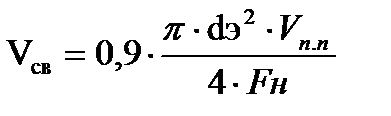 Vсв = 0,9 · π · dэ² · Vп.п / 4 · Fн